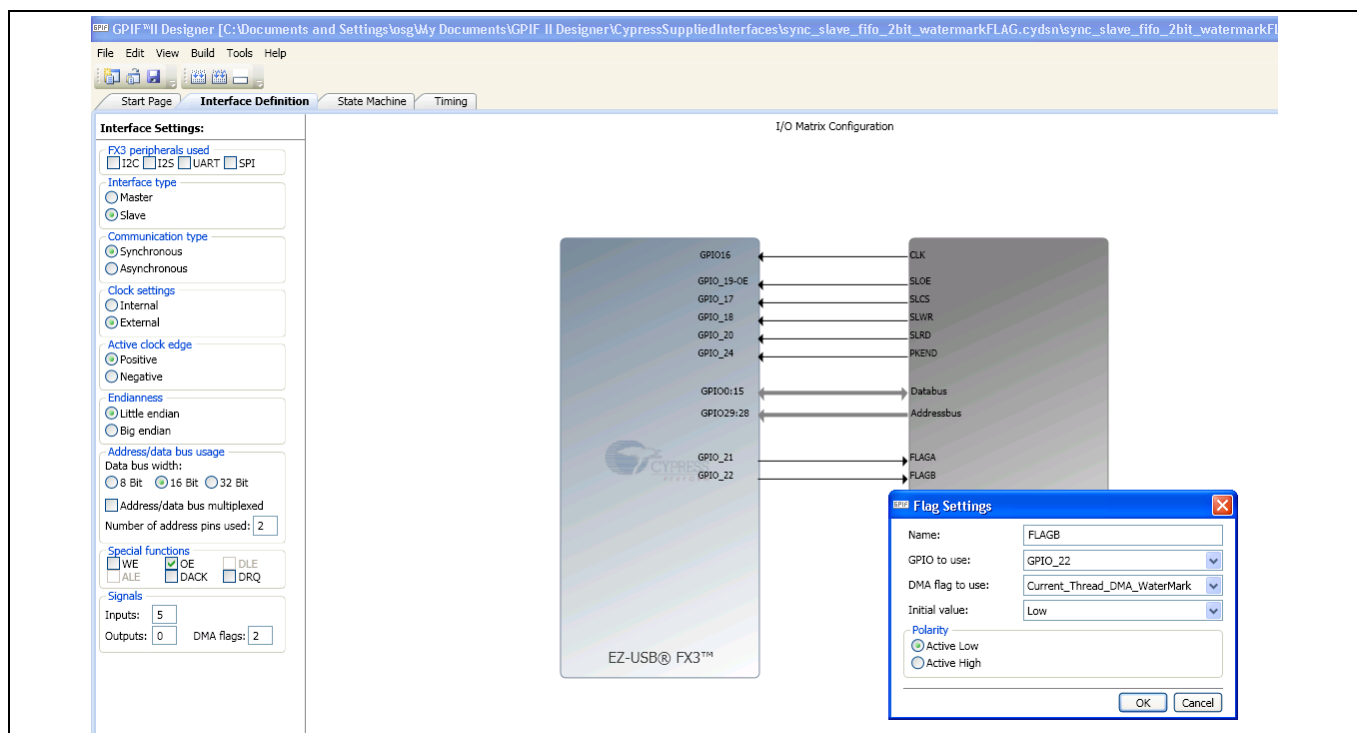 GPIF™II Designer [C:\Documents and Settings\osg\My Documents\GPIF II Designer\CypressSuppliedInterfaces\sync_slave_fifo_2bit_watermarkFLAG.cydsn\sync_slave_fifo_2bit_watermarkFL
File Edit View Build Tools Help
Start Page Interface Definition State Machine Timing
Interface Settings:
I/O Matrix Configuration
FX3 peripherals used
I2C I2S UART SPI
Interface type
Master
Slave
Communication type
Synchronous
Asynchronous
Clock settings
Internal
External
Active clock edge
Positive
Negative
Endianness
Little endian
Big endian
Address/data bus usage
Data bus width:
8 Bit 16 Bit 32 Bit
Address/data bus multiplexed
Number of address pins used: 2
Special functions
WE OE DLE
ALE DACK DRQ
Signals
Inputs: 5
Outputs: 0 DMA flags: 2
GPIO16 CLK
GPIO_19-OE SLOE
GPIO_17 SLCS
GPIO_18 SLWR
GPIO_20 SLRD
GPIO_24 PKEND
GPIO0:15 Databus
GPIO29:28 Addressbus
GPIO_21 FLAGA
GPIO_22 FLAGB
CYPRESS
EZ-USB® FX3™
GPIF Flag Settings
Name: FLAGB
GPIO to use: GPIO_22
DMA flag to use: Current_Thread_DMA_WaterMark
Initial value: Low
Polarity
Active Low
Active High
OK Cancel